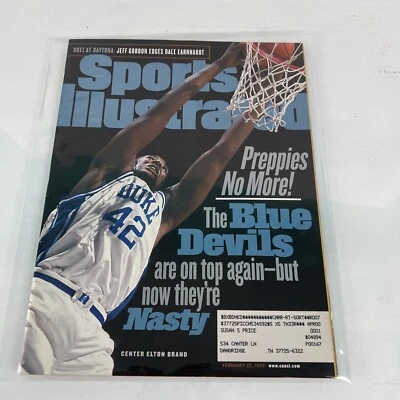 DUEL AT DAYTONA: JEFF GORDON EDGES DALE EARNHARDT
Sports
Illustrated
Preppies
No More!
DUKE
42
The Blue
Devils
are on top again—but
now they're
Nasty
CENTER ELTON BRAND
SUSAN S PRICE
0001
534 CANTER LN
P00167
DANDRIDGE TN 37725-6322
FEBRUARY 22, 1999 www.cnnsi.com